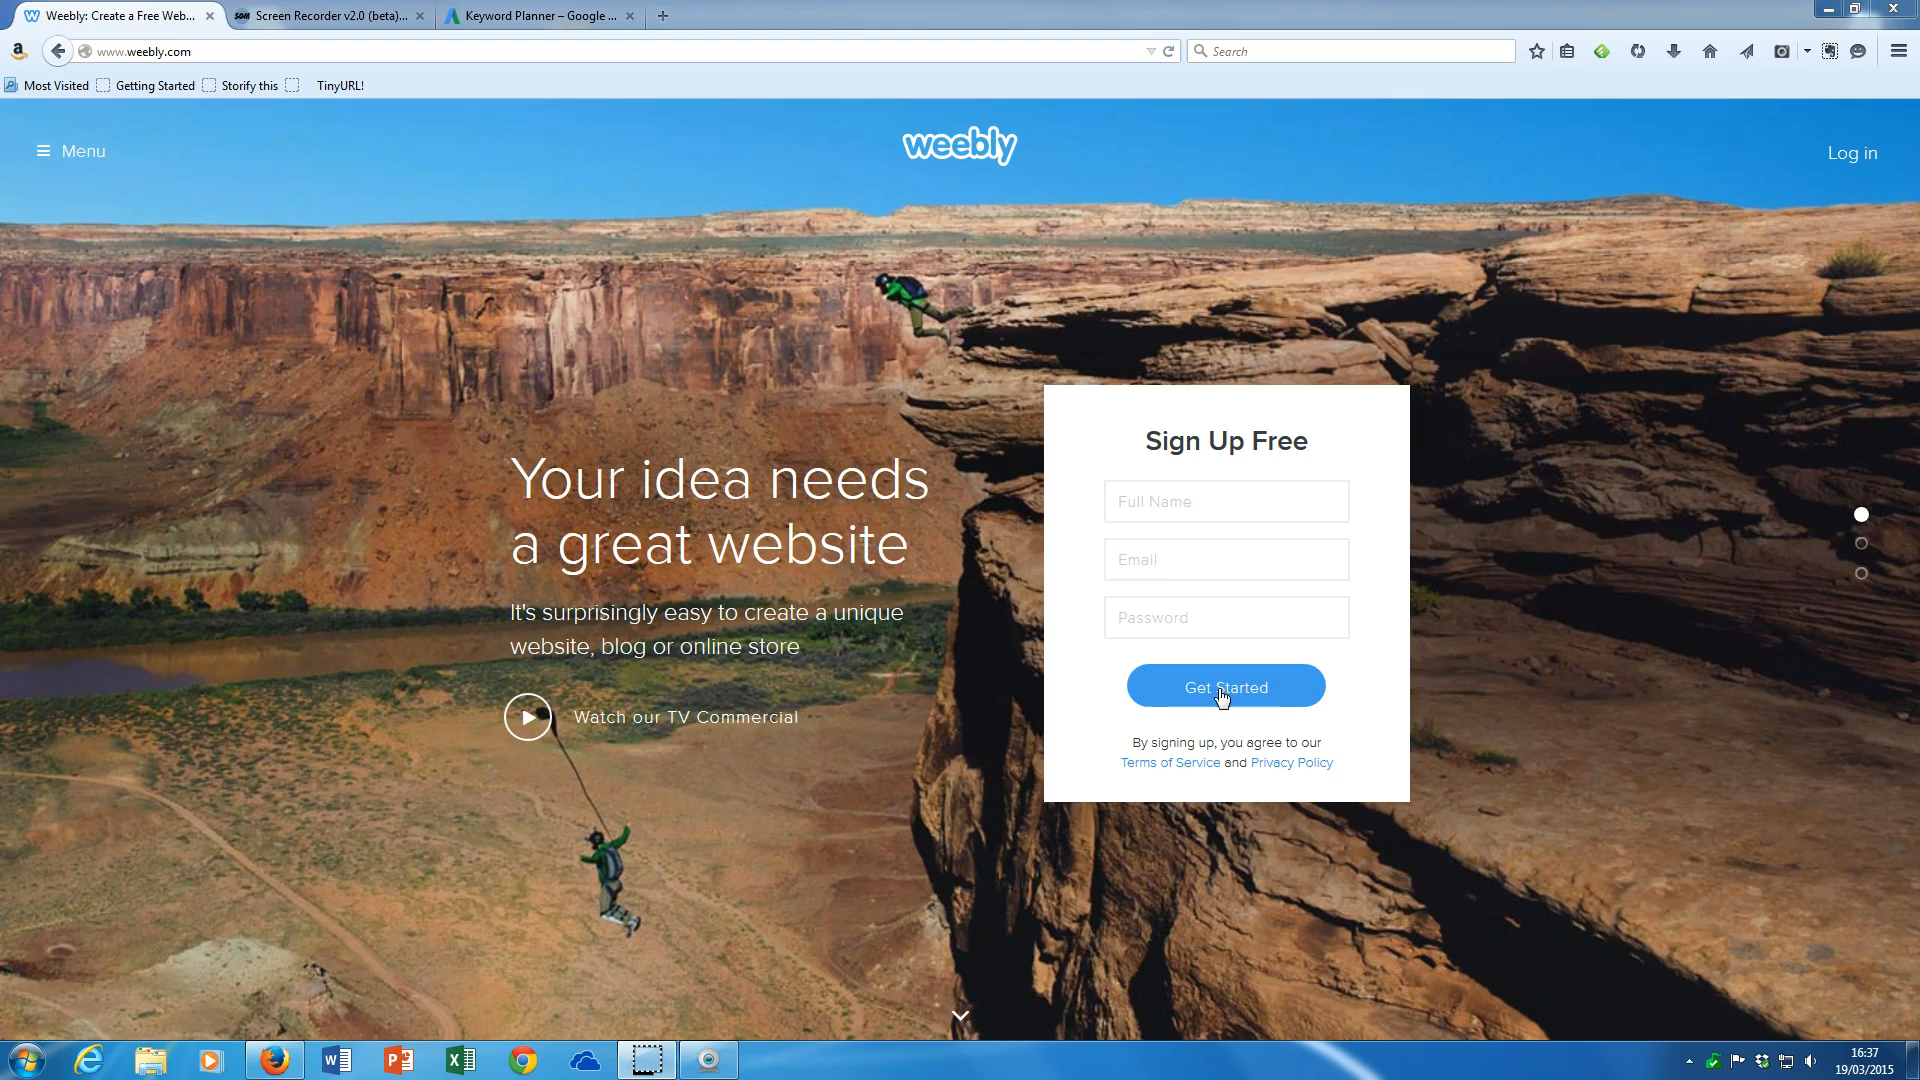 Weebly: Create a Free Web...
Screen Recorder v2.0 (beta)...
Keyword Planner – Google ...
www.weebly.com
Search
Most Visited
Getting Started
Storify this
TinyURL!
Menu
weebly
Log in
Your idea needs
a great website
It's surprisingly easy to create a unique
website, blog or online store
Watch our TV Commercial
Sign Up Free
Full Name
Email
Password
Get Started
By signing up, you agree to our
Terms of Service and Privacy Policy
16:37
19/03/2015